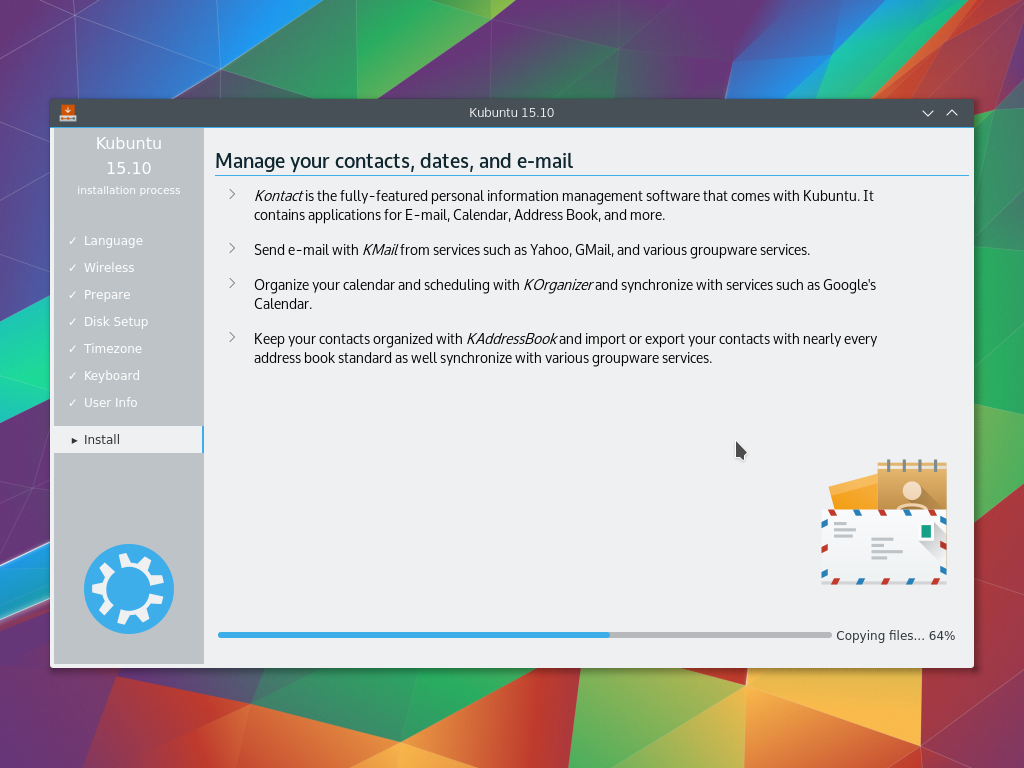 Kubuntu 15.10
Kubuntu
15.10
installation process
✓ Language
✓ Wireless
✓ Prepare
✓ Disk Setup
✓ Timezone
✓ Keyboard
✓ User Info
▸ Install
Manage your contacts, dates, and e-mail
Kontact is the fully-featured personal information management software that comes with Kubuntu. It
contains applications for E-mail, Calendar, Address Book, and more.
Send e-mail with KMail from services such as Yahoo, GMail, and various groupware services.
Organize your calendar and scheduling with KOrganizer and synchronize with services such as Google's
Calendar.
Keep your contacts organized with KAddressBook and import or export your contacts with nearly every
address book standard as well synchronize with various groupware services.
Copying files... 64%